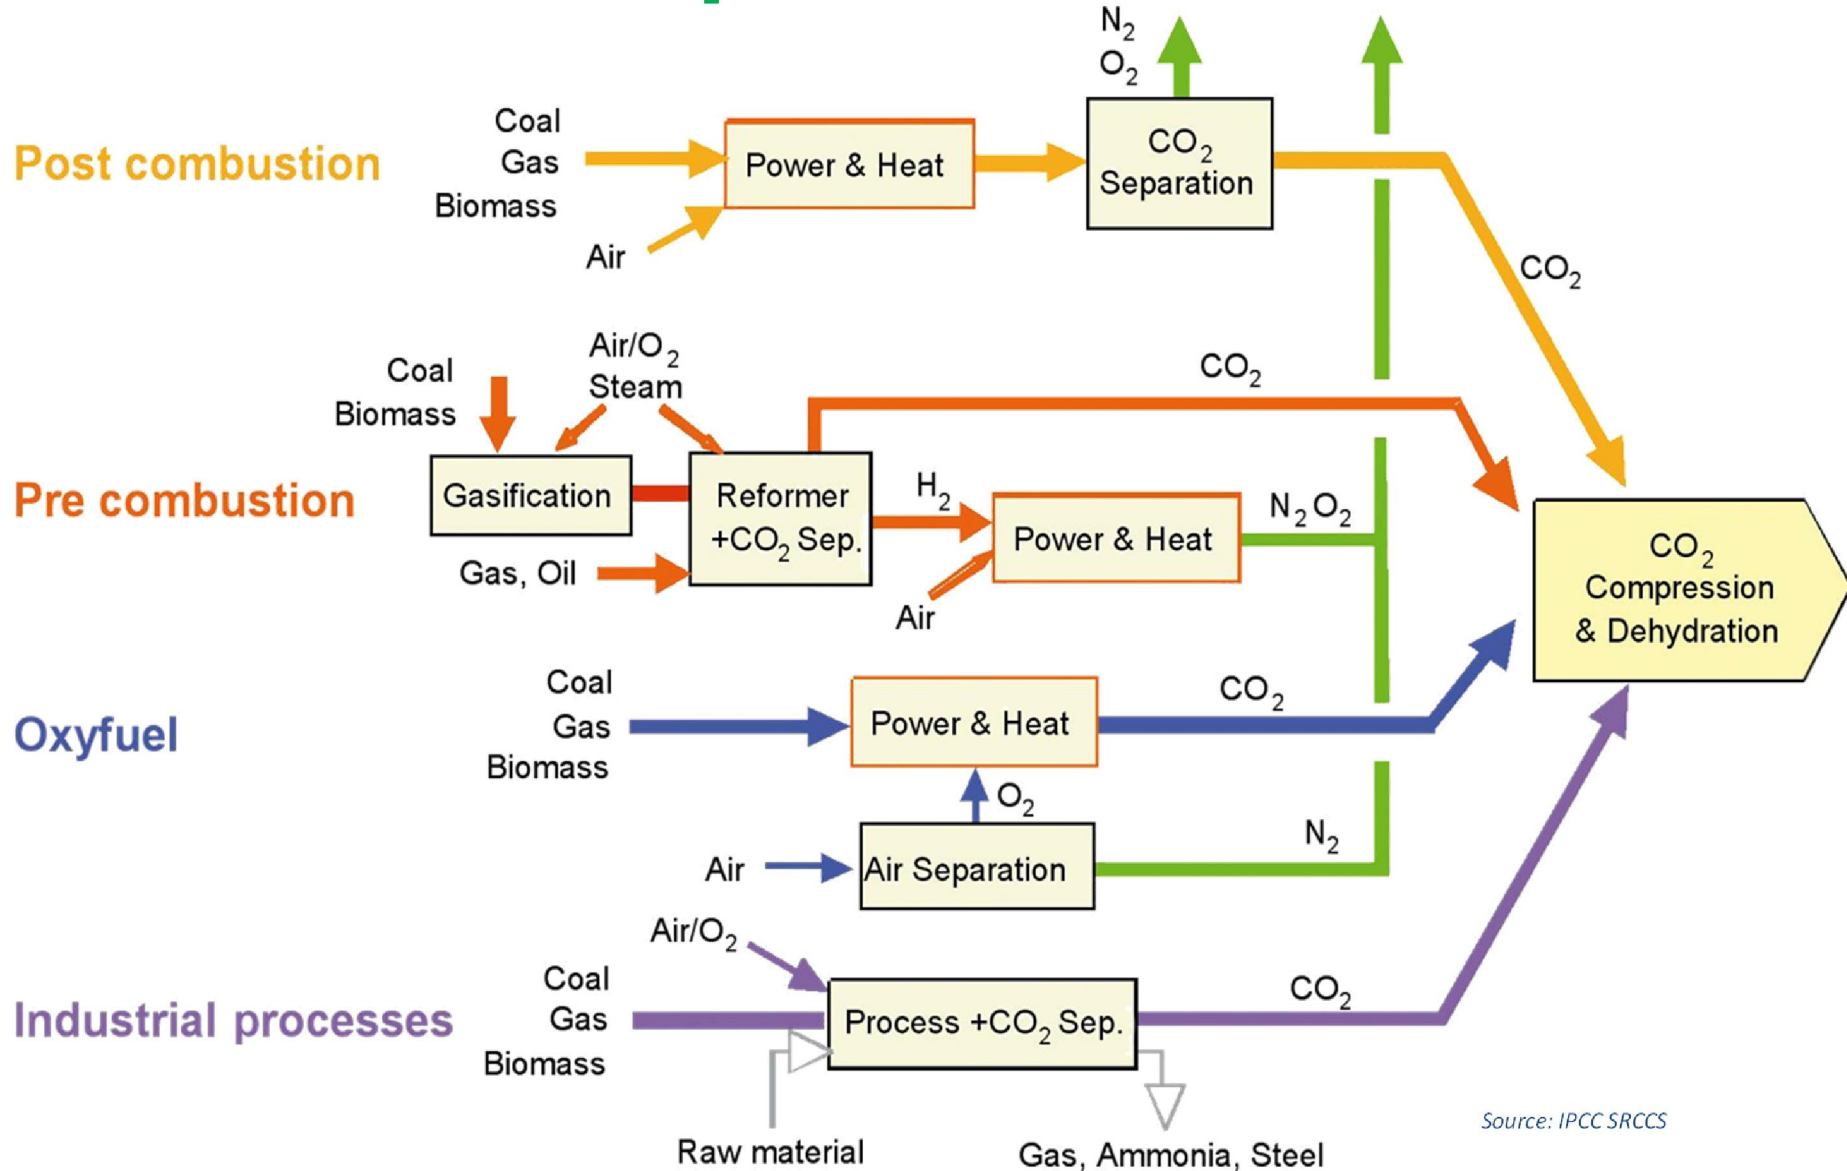 N₂
O₂
Post combustion
Coal
Gas
Biomass
Air
Power & Heat
CO₂
Separation
CO₂
Pre combustion
Coal
Biomass
Air/O₂
Steam
Gasification
Gas, Oil
Reformer
+CO₂ Sep.
H₂
Air
Power & Heat
N₂O₂
CO₂
CO₂
Compression
& Dehydration
Oxyfuel
Coal
Gas
Biomass
Power & Heat
CO₂
O₂
Air
Air Separation
N₂
Industrial processes
Air/O₂
Coal
Gas
Biomass
Process +CO₂ Sep.
CO₂
Raw material
Gas, Ammonia, Steel
Source: IPCC SRCCS